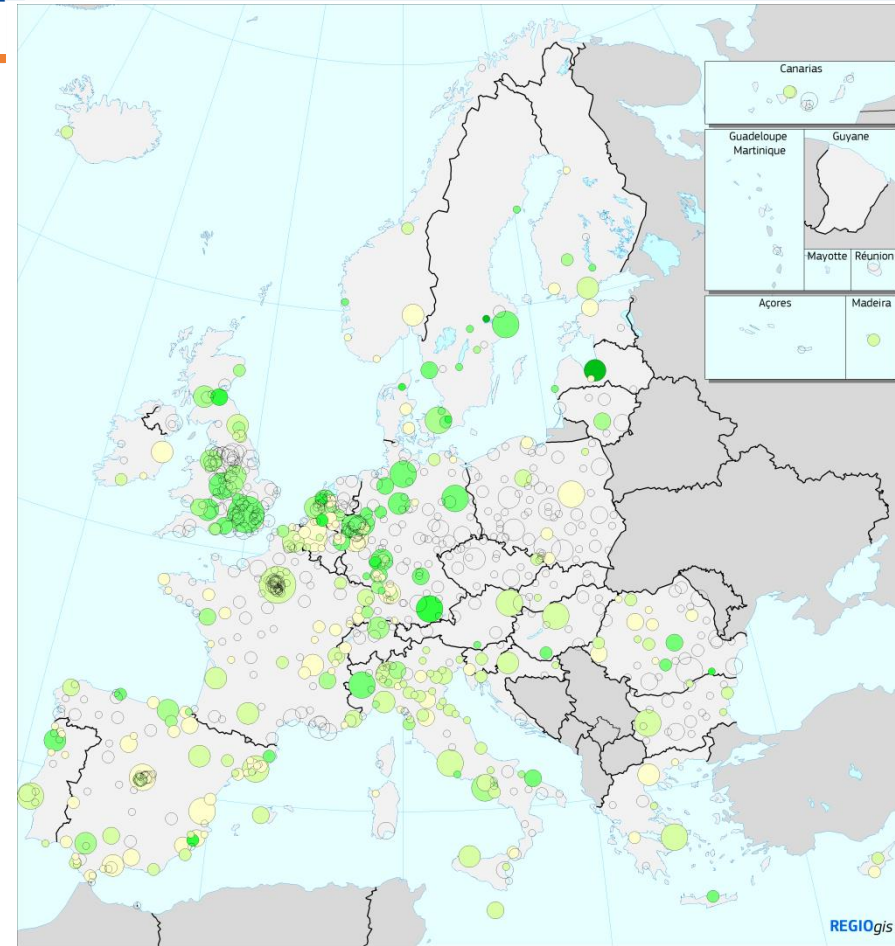 Canarias
Guadeloupe
Martinique
Guyane
Mayotte
Réunion
Açores
Madeira
REGIOgis